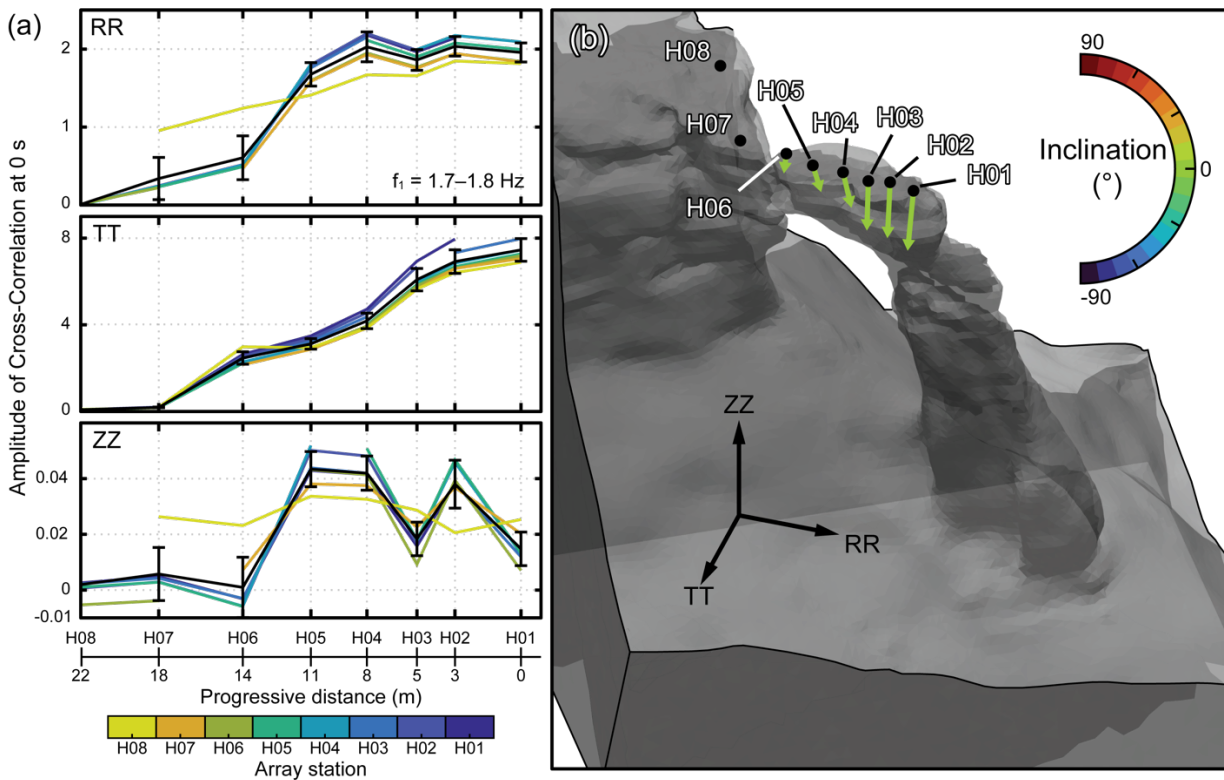 (a)
RR
2
1
0
f₁ = 1.7–1.8 Hz
TT
8
4
0
ZZ
0.04
0.02
0
-0.01
Amplitude of Cross-Correlation at 0 s
H08 H07 H06 H05 H04 H03 H02 H01
22 18 14 11 8 5 3 0
Progressive distance (m)
H08 H07 H06 H05 H04 H03 H02 H01
Array station
(b)
H08
H07
H05
H04
H03
H02
H01
H06
90
Inclination
(°)
0
-90
ZZ
RR
TT